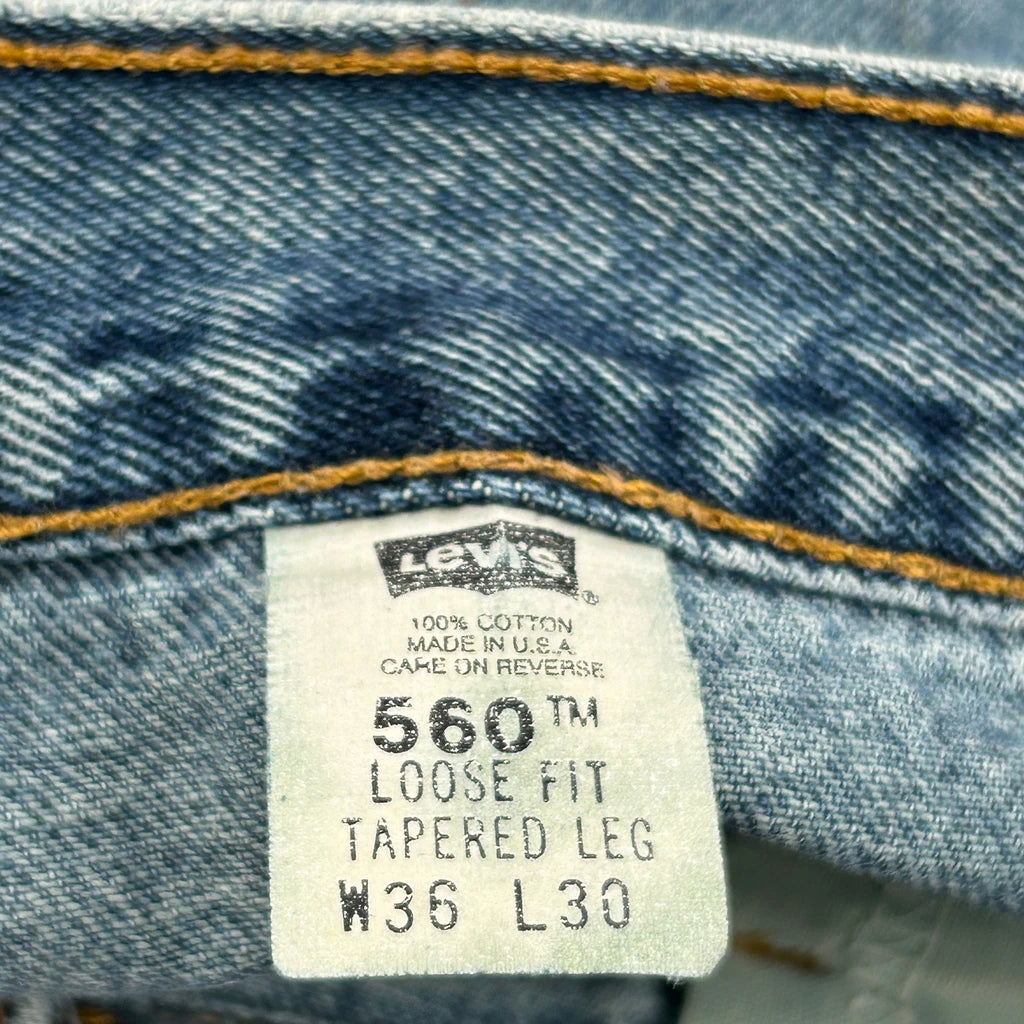 Levi's ®
100% COTTON
MADE IN U.S.A.
CARE ON REVERSE
560™
LOOSE FIT
TAPERED LEG
W36 L30